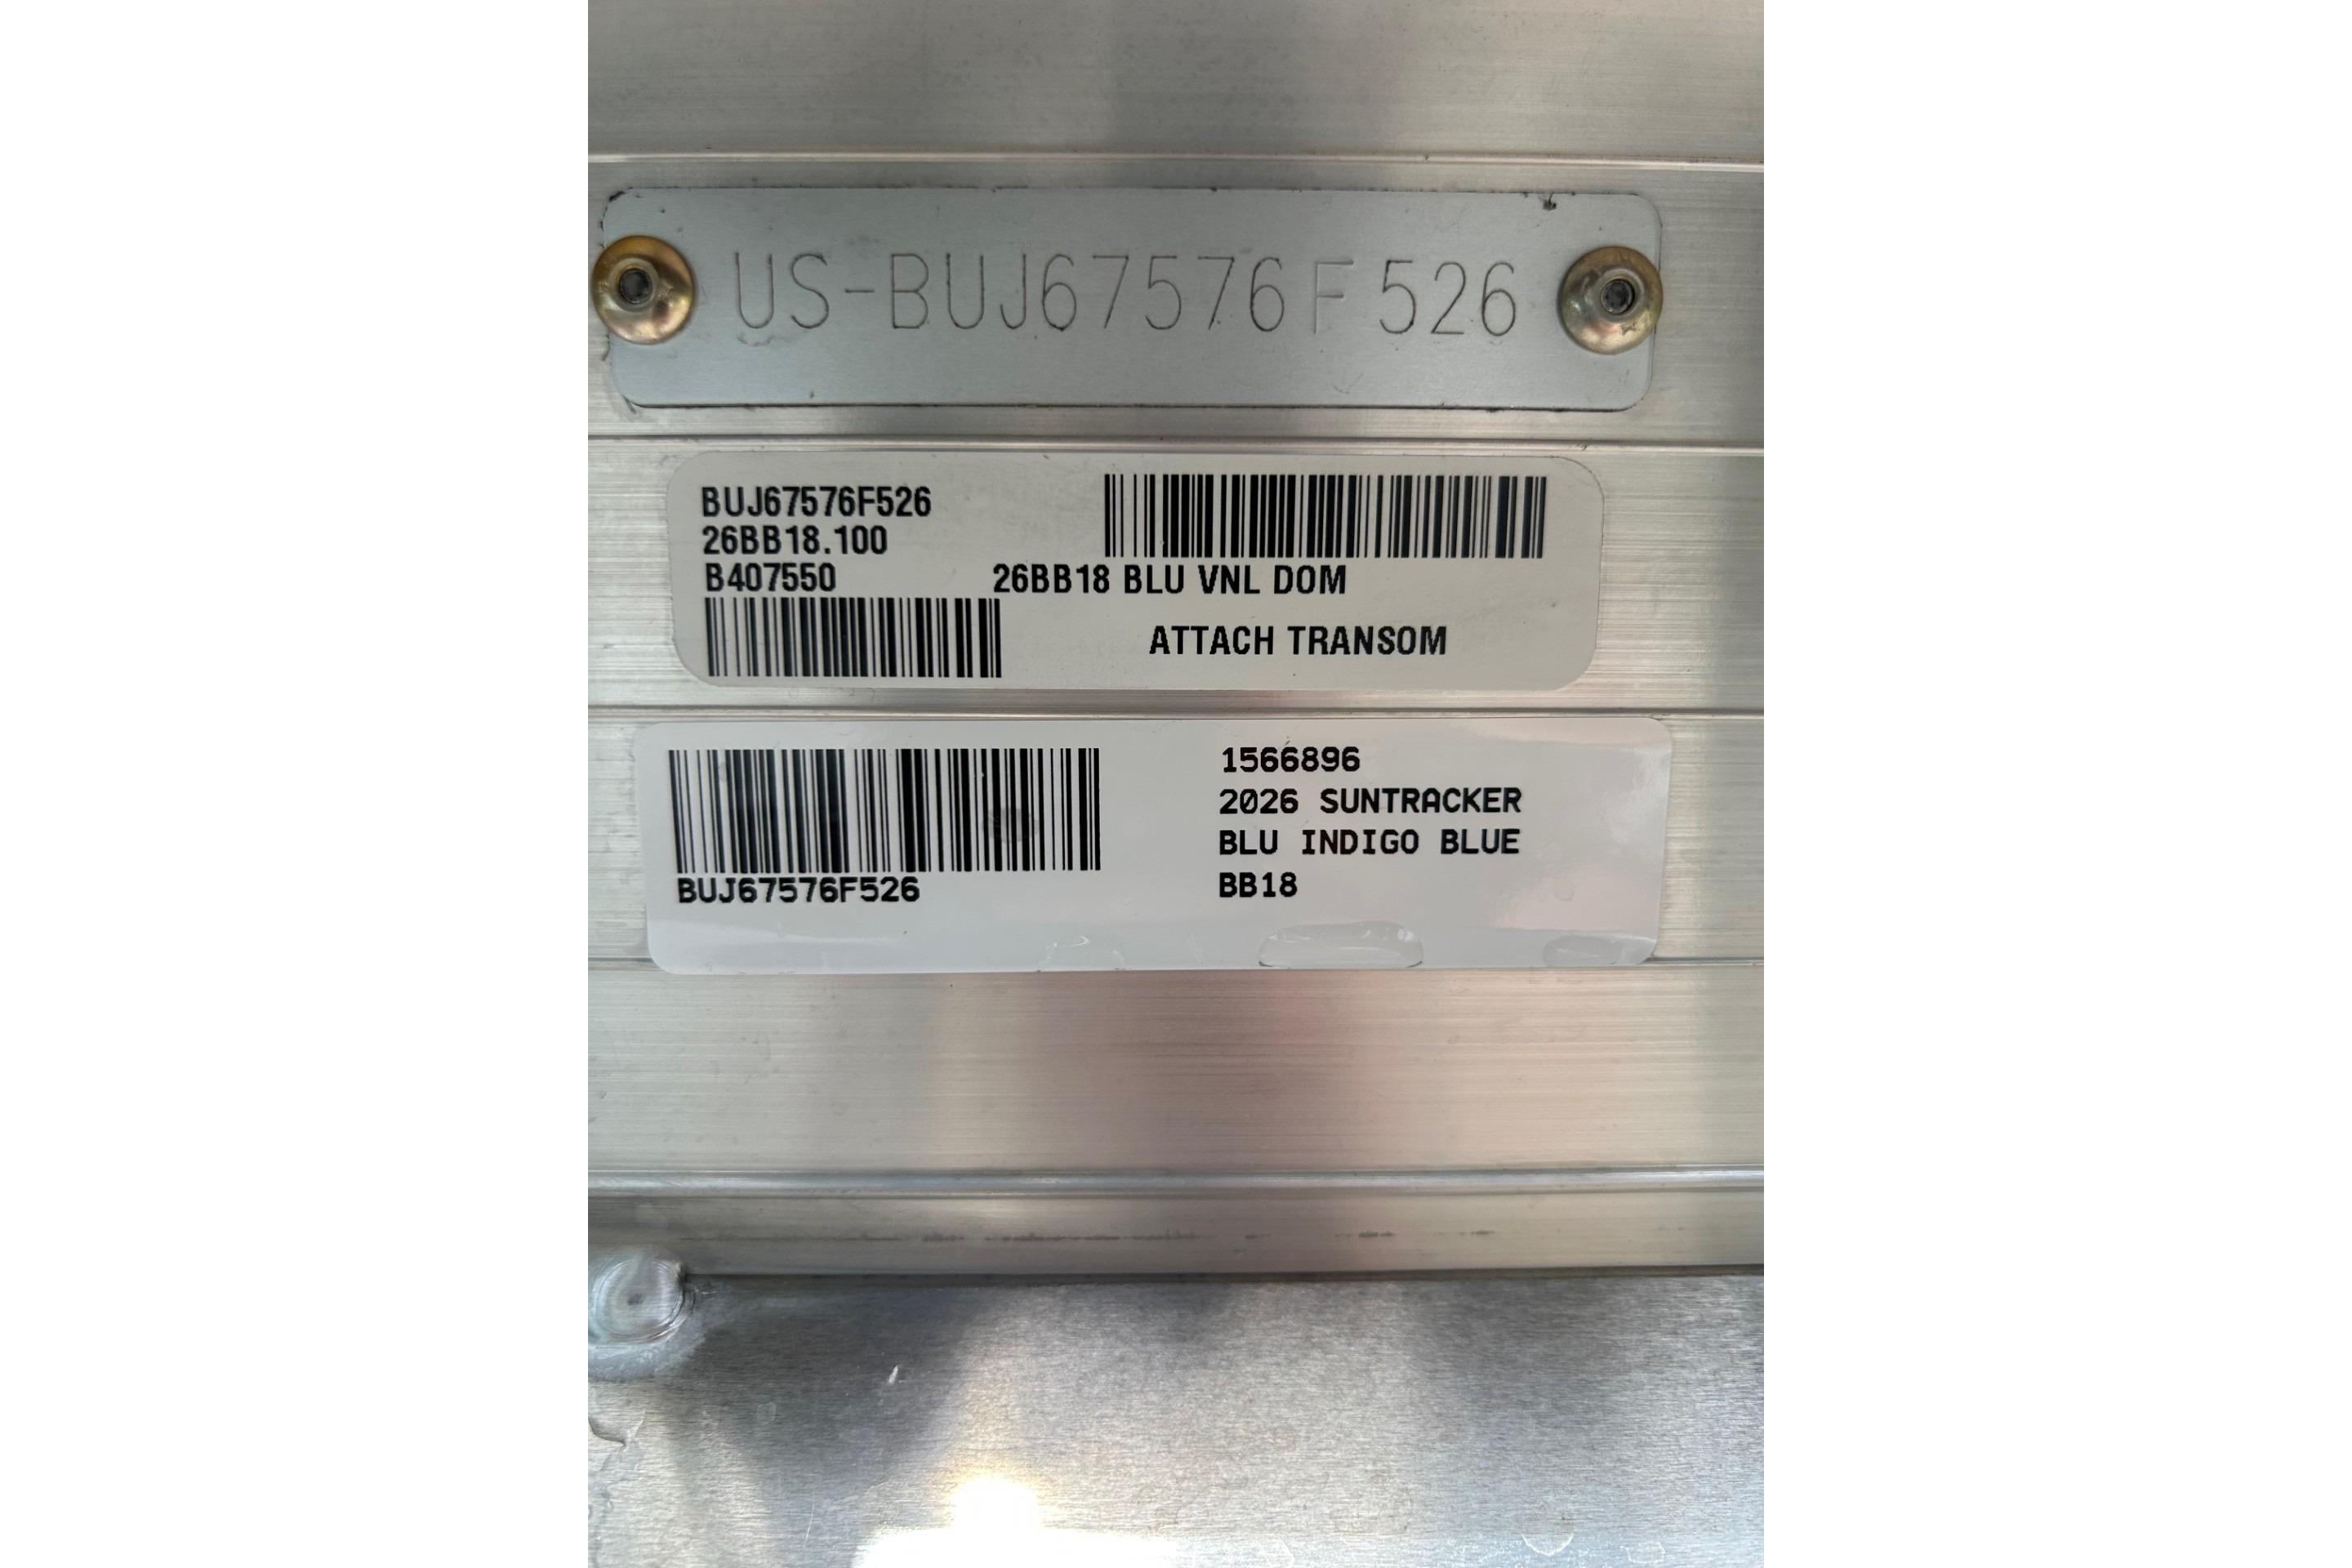 US-BUJ67576F526
BUJ67576F526
26BB18.100
B407550
26BB18 BLU VNL DOM
ATTACH TRANSOM
1566896
2026 SUNTRACKER
BLU INDIGO BLUE
BB18
BUJ67576F526